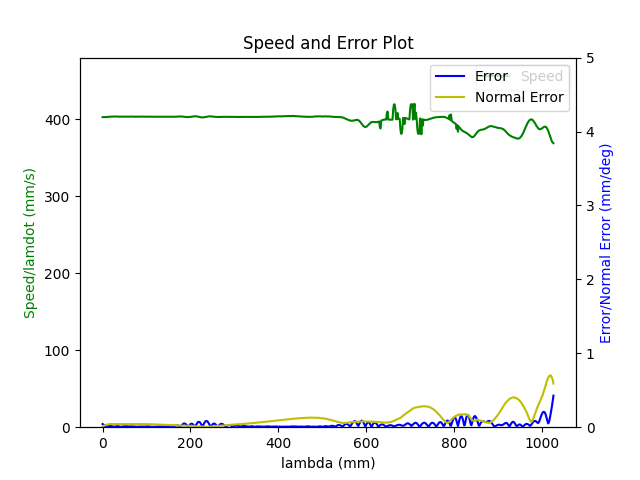 Speed and Error Plot
Error
Speed
Normal Error
Speed/lamdot (mm/s)
400
300
200
100
0
5
4
3
2
1
0
Error/Normal Error (mm/deg)
0 200 400 600 800 1000
lambda (mm)